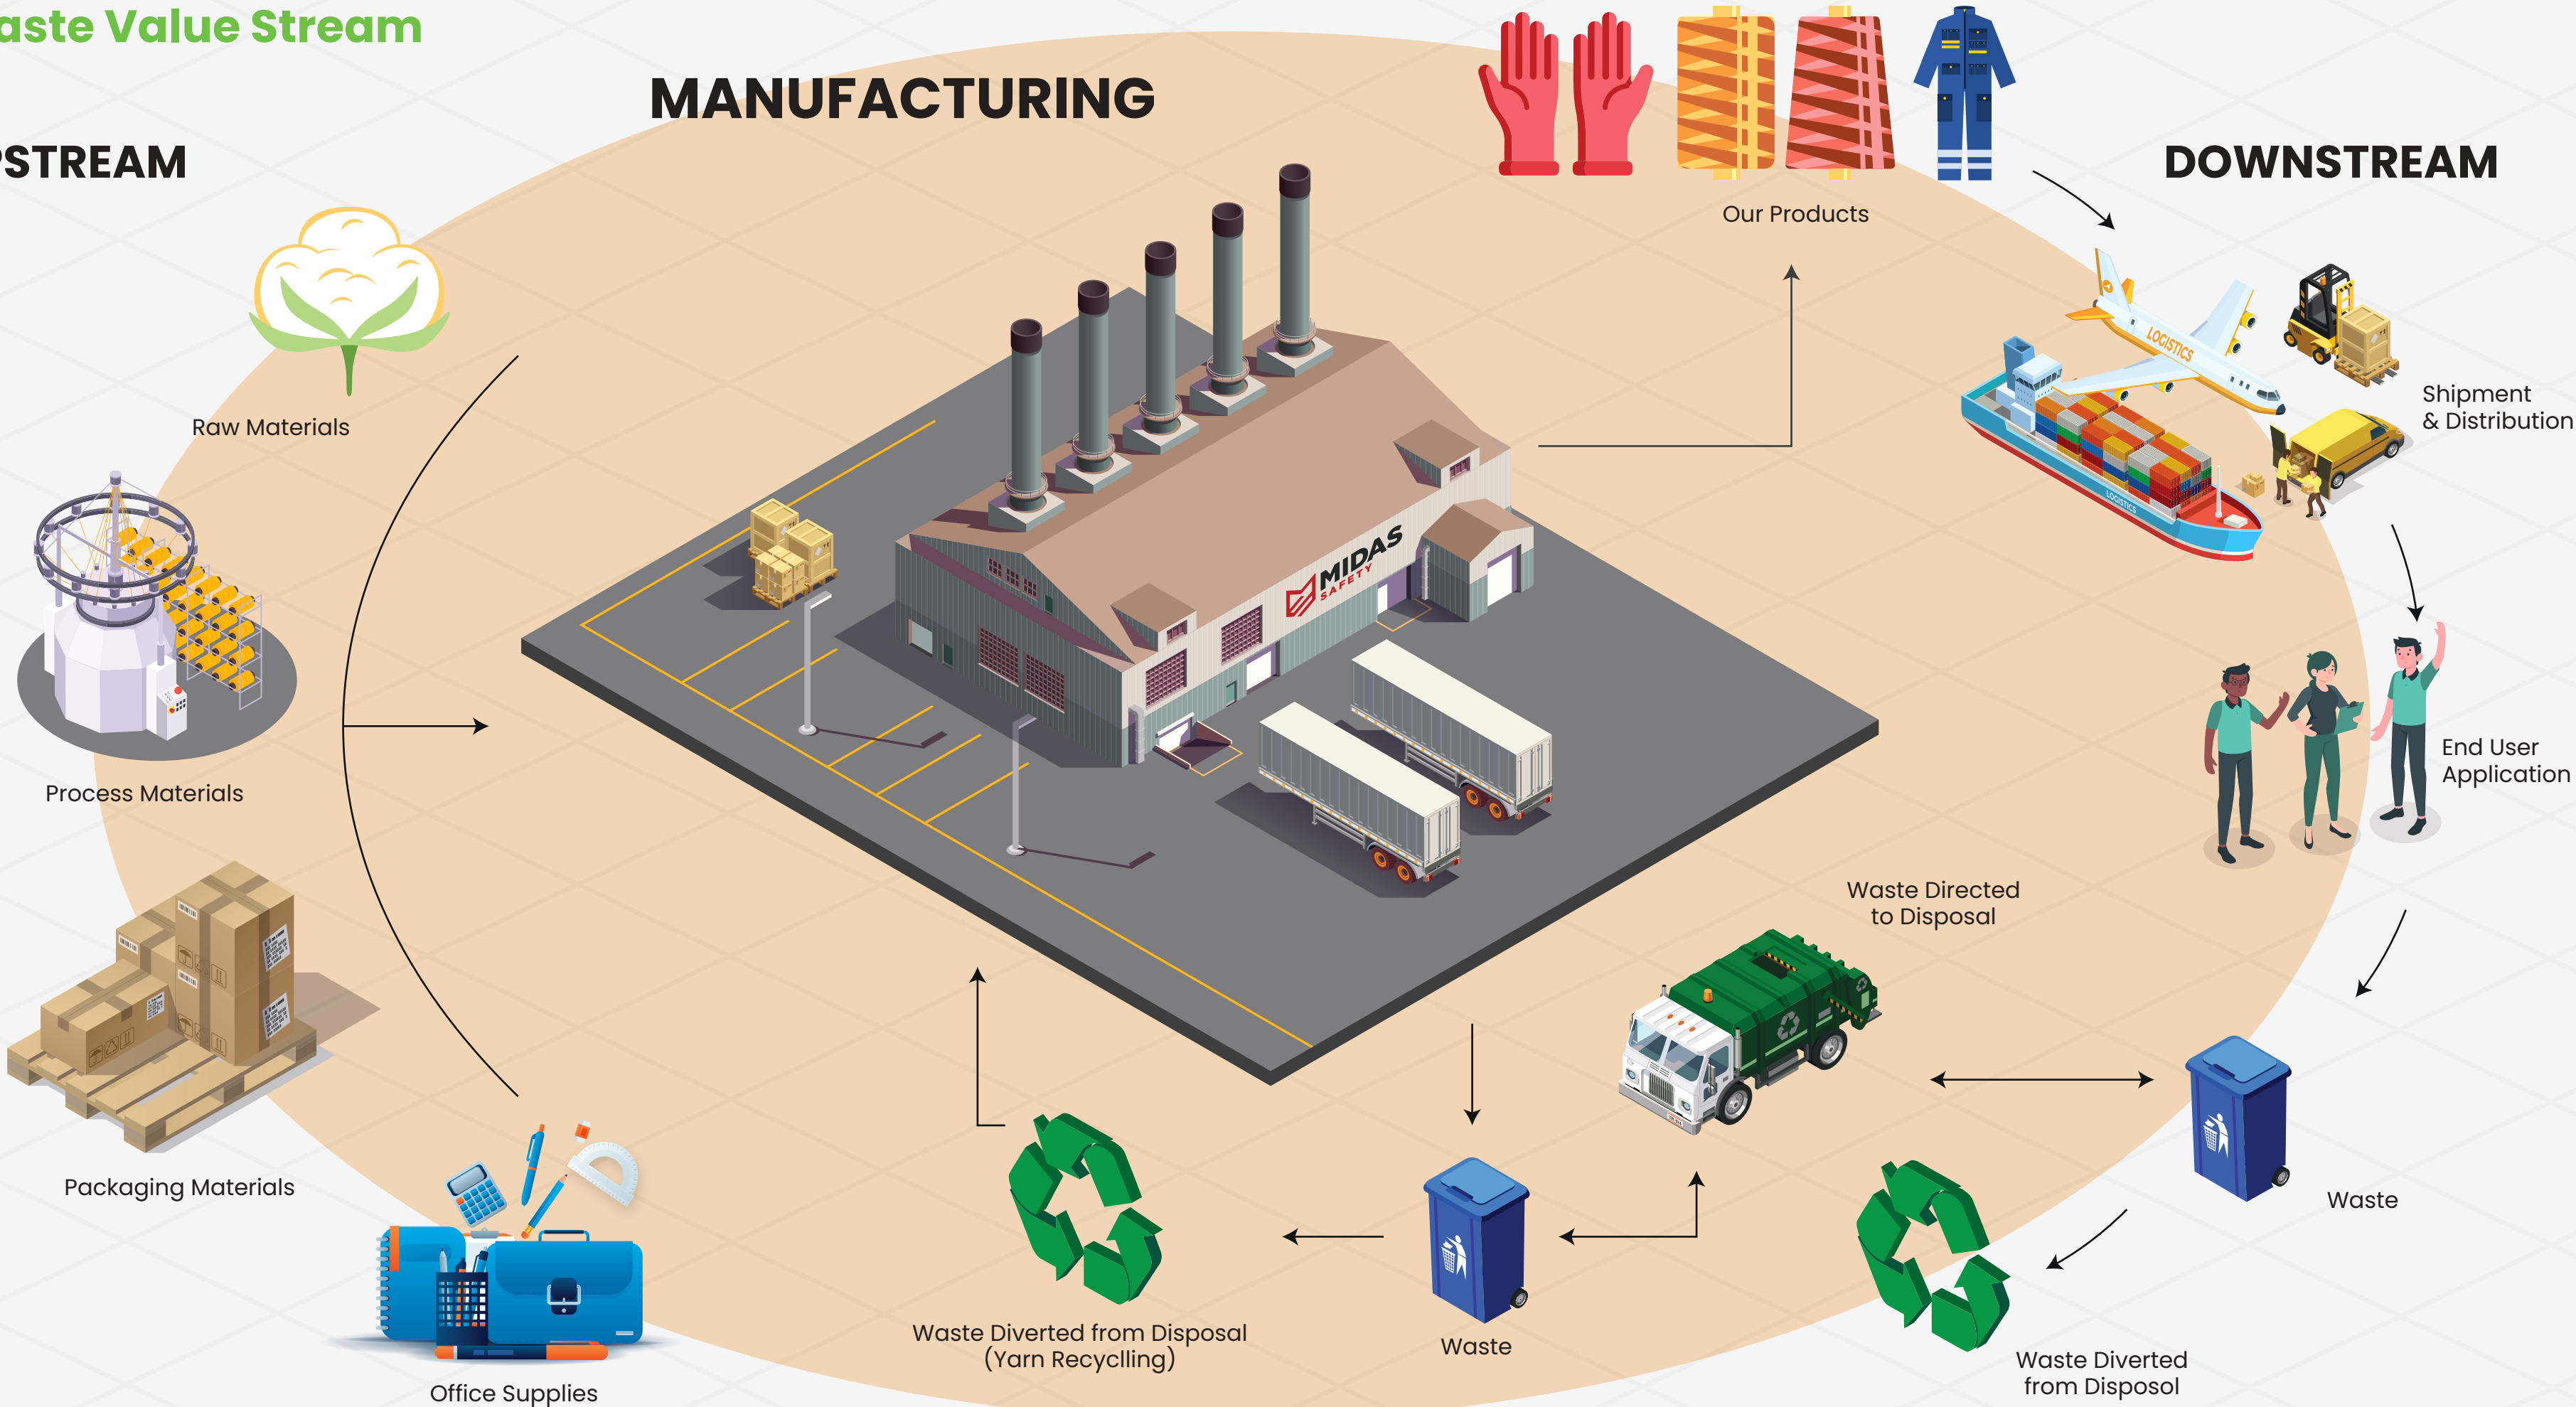 aste Value Stream
MANUFACTURING
PSTREAM
DOWNSTREAM
Our Products
Raw Materials
LOGISTICS
Shipment
& Distribution
LOGISTICS
MIDAS
SAFETY
Process Materials
End User
Application
Waste Directed
to Disposal
Packaging Materials
Waste
Waste Diverted from Disposal
(Yarn Recyclling)
Waste
Waste Diverted
from Disposol
Office Supplies